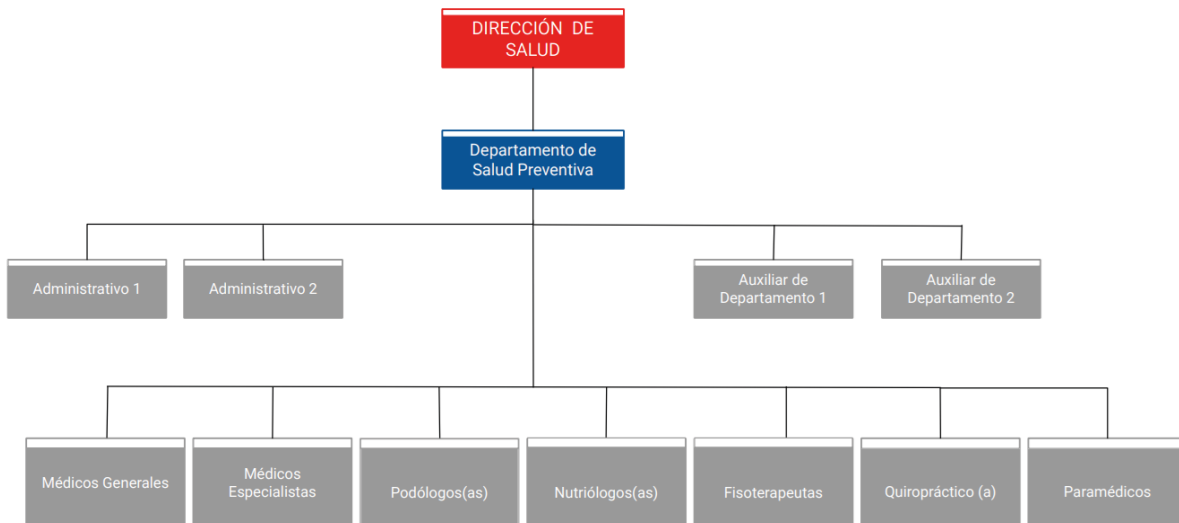 DIRECCIÓN DE
SALUD
Departamento de
Salud Preventiva
Administrativo 1
Administrativo 2
Auxiliar de
Departamento 1
Auxiliar de
Departamento 2
Médicos Generales
Médicos
Especialistas
Podólogos(as)
Nutriólogos(as)
Fisoterapeutas
Quiropráctico (a)
Paramédicos